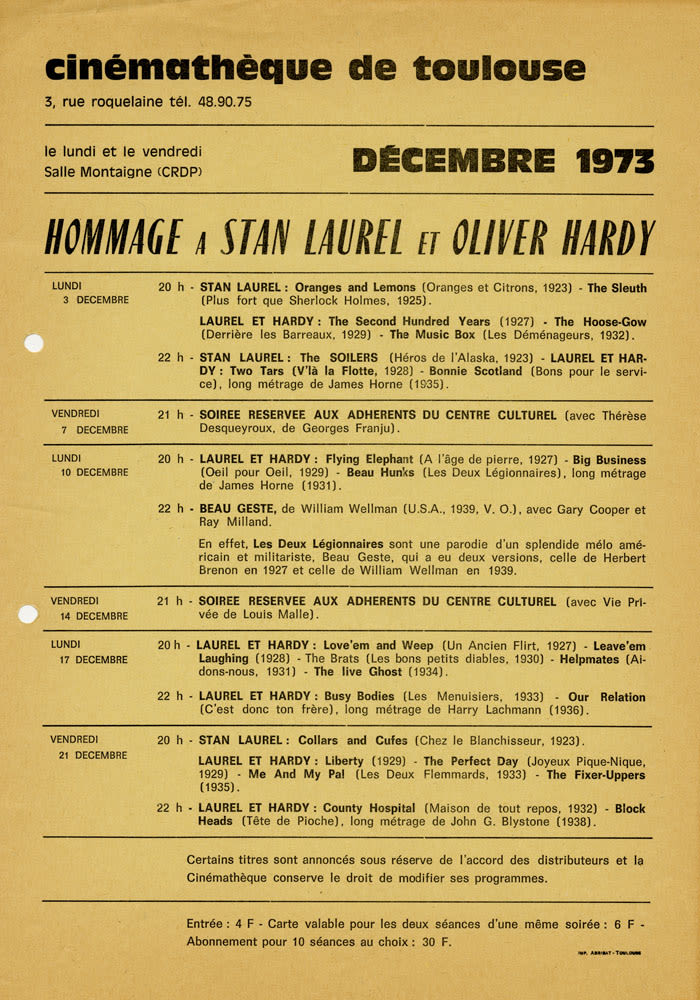 cinémathèque de toulouse
3, rue roquelaine tél. 48.90.75
le lundi et le vendredi
Salle Montaigne (CRDP)
DÉCEMBRE 1973
HOMMAGE A STAN LAUREL ET OLIVER HARDY
LUNDI
3 DECEMBRE
20 h - STAN LAUREL : Oranges and Lemons (Oranges et Citrons, 1923) - The Sleuth
(Plus fort que Sherlock Holmes, 1925).
LAUREL ET HARDY : The Second Hundred Years (1927) - The Hoose-Gow
(Derrière les Barreaux, 1929) - The Music Box (Les Déménageurs, 1932).
22 h - STAN LAUREL : The SOILERS (Héros de l'Alaska, 1923) - LAUREL ET HAR-
DY : Two Tars (V'là la Flotte, 1928) - Bonnie Scotland (Bons pour le servi-
ce), long métrage de James Horne (1935).
VENDREDI
7 DECEMBRE
21 h - SOIREE RESERVEE AUX ADHERENTS DU CENTRE CULTUREL (avec Thérèse
Desqueyroux, de Georges Franju).
LUNDI
10 DECEMBRE
20 h - LAUREL ET HARDY : Flying Elephant (A l'âge de pierre, 1927) - Big Business
(Oeil pour Oeil, 1929) - Beau Hunks (Les Deux Légionnaires), long métrage
de James Horne (1931).
22 h - BEAU GESTE, de William Wellman (U.S.A., 1939, V. O.), avec Gary Cooper et
Ray Milland.
En effet, Les Deux Légionnaires sont une parodie d'un splendide mélo amé-
ricain et militariste, Beau Geste, qui a eu deux versions, celle de Herbert
Brenon en 1927 et celle de William Wellman en 1939.
VENDREDI
14 DECEMBRE
21 h - SOIREE RESERVEE AUX ADHERENTS DU CENTRE CULTUREL (avec Vie Pri-
vée de Louis Malle).
LUNDI
17 DECEMBRE
20 h - LAUREL ET HARDY : Love'em and Weep (Un Ancien Flirt, 1927) - Leave'em
Laughing (1928) - The Brats (Les bons petits diables, 1930) - Helpmates (Ai-
dons-nous, 1931) - The live Ghost (1934).
22 h - LAUREL ET HARDY : Busy Bodies (Les Menuisiers, 1933) - Our Relation
(C'est donc ton frère), long métrage de Harry Lachmann (1936).
VENDREDI
21 DECEMBRE
20 h - STAN LAUREL : Collars and Cufes (Chez le Blanchisseur, 1923).
LAUREL ET HARDY : Liberty (1929) - The Perfect Day (Joyeux Pique-Nique,
1929) - Me And My Pal (Les Deux Flemmards, 1933) - The Fixer-Uppers
(1935).
22 h - LAUREL ET HARDY : County Hospital (Maison de tout repos, 1932) - Block
Heads (Tête de Pioche), long métrage de John G. Blystone (1938).
Certains titres sont annoncés sous réserve de l'accord des distributeurs et la
Cinémathèque conserve le droit de modifier ses programmes.
Entrée : 4 F - Carte valable pour les deux séances d'une même soirée : 6 F -
Abonnement pour 10 séances au choix : 30 F.
IMP. ABRIBAT - TOULOUSE